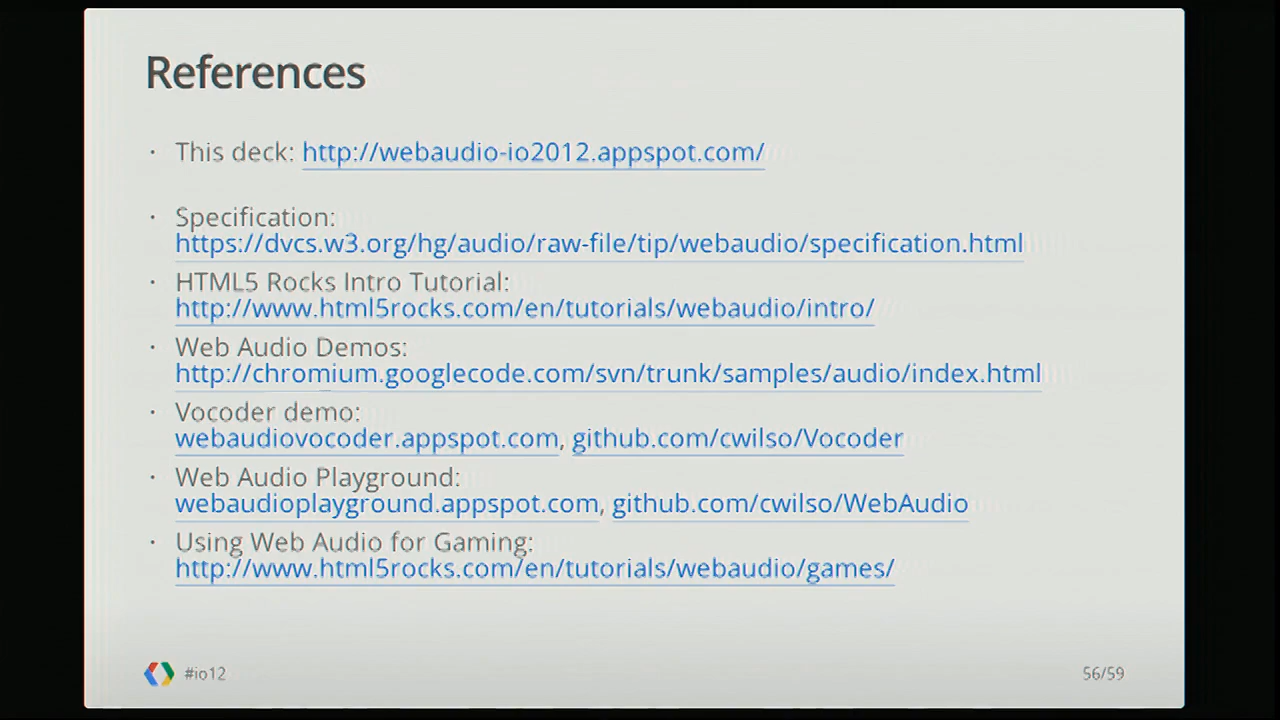 References
· This deck: http://webaudio-io2012.appspot.com/
· Specification:
https://dvcs.w3.org/hg/audio/raw-file/tip/webaudio/specification.html
· HTML5 Rocks Intro Tutorial:
http://www.html5rocks.com/en/tutorials/webaudio/intro/
· Web Audio Demos:
http://chromium.googlecode.com/svn/trunk/samples/audio/index.html
· Vocoder demo:
webaudiovocoder.appspot.com, github.com/cwilso/Vocoder
· Web Audio Playground:
webaudioplayground.appspot.com, github.com/cwilso/WebAudio
· Using Web Audio for Gaming:
http://www.html5rocks.com/en/tutorials/webaudio/games/
#io12
56/59